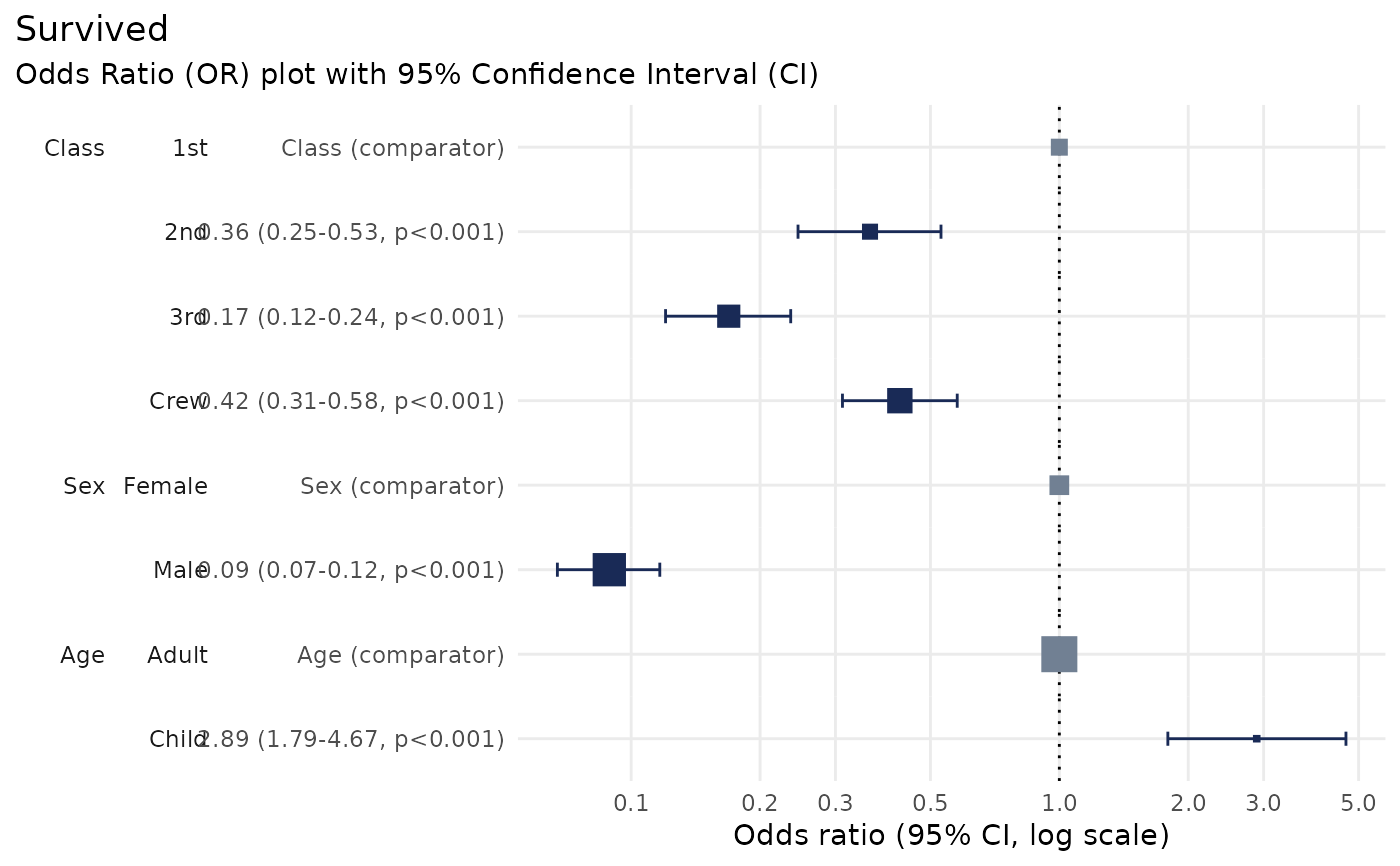 Survived
Odds Ratio (OR) plot with 95% Confidence Interval (CI)
Class 1st Class (comparator)
2nd 0.36 (0.25-0.53, p<0.001)
3rd 0.17 (0.12-0.24, p<0.001)
Crew 0.42 (0.31-0.58, p<0.001)
Sex Female Sex (comparator)
Male 0.09 (0.07-0.12, p<0.001)
Age Adult Age (comparator)
Child 2.89 (1.79-4.67, p<0.001)
0.1 0.2 0.3 0.5 1.0 2.0 3.0 5.0
Odds ratio (95% CI, log scale)